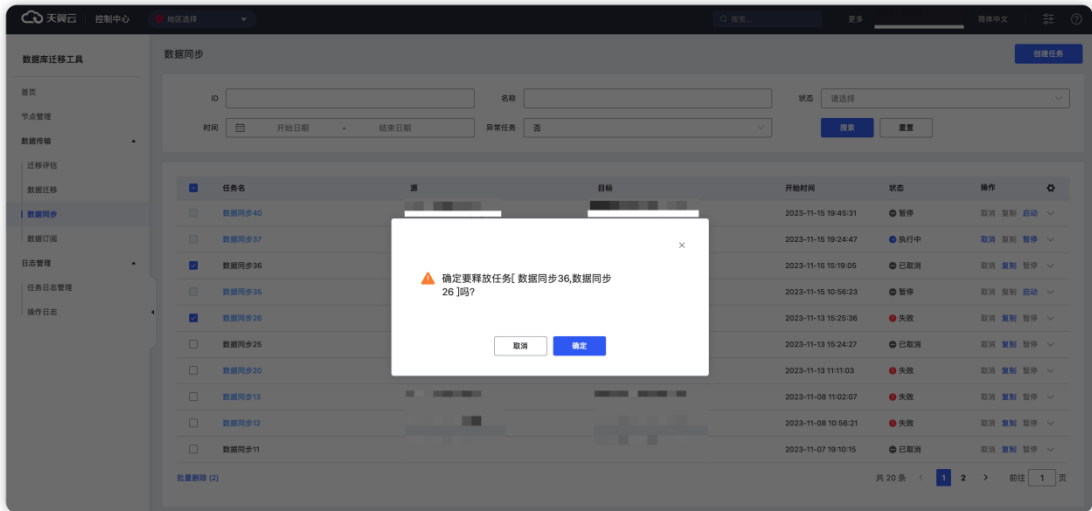 天翼云 控制中心 地区选择 搜索... 更多 简体中文
数据库迁移工具
数据同步
创建任务
首页
节点管理
数据传输
迁移评估
数据迁移
数据同步
数据订阅
日志管理
任务日志管理
操作日志
ID 名称 状态 请选择
时间 开始日期 - 结束日期 异常任务 否 搜索 重置
任务名 源 目标 开始时间 状态 操作
数据同步40 2023-11-15 19:45:31 暂停 取消 复制 启动
数据同步37 2023-11-15 19:24:47 执行中 取消 复制 暂停
数据同步36 2023-11-15 15:19:05 已取消 取消 复制 暂停
数据同步35 2023-11-15 10:56:23 暂停 取消 复制 启动
数据同步26 2023-11-13 15:25:36 失败 取消 复制 暂停
数据同步25 2023-11-13 15:24:27 已取消 取消 复制 暂停
数据同步20 2023-11-13 11:11:03 失败 取消 复制 暂停
数据同步13 2023-11-08 11:02:07 失败 取消 复制 暂停
数据同步12 2023-11-08 10:56:21 失败 取消 复制 暂停
数据同步11 2023-11-07 19:10:15 已取消 取消 复制 暂停
批量删除 (2) 共 20 条 1 2 前往 1 页
确定要释放任务[ 数据同步36,数据同步
26 ]吗?
取消 确定